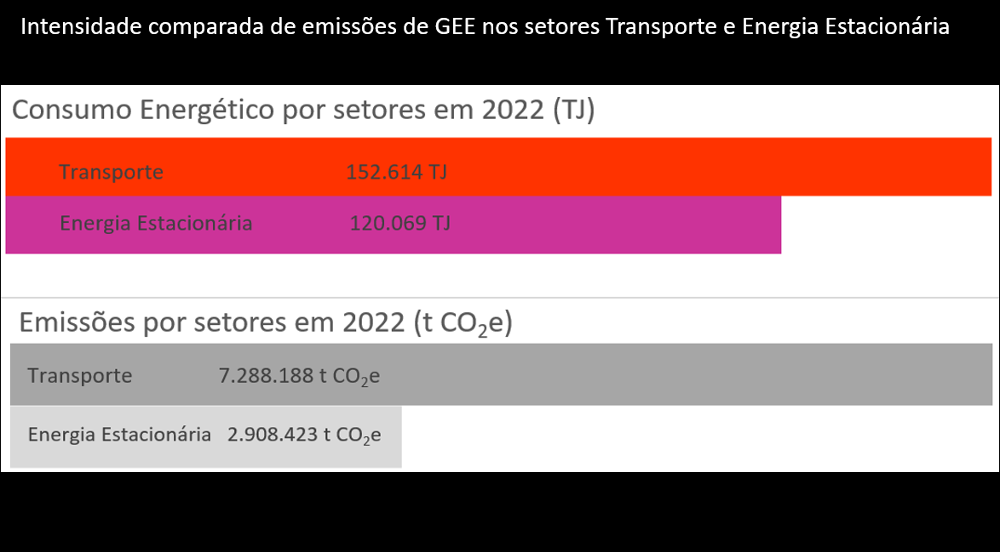 Intensidade comparada de emissões de GEE nos setores Transporte e Energia Estacionária
Consumo Energético por setores em 2022 (TJ)
Transporte 152.614 TJ
Energia Estacionária 120.069 TJ
Emissões por setores em 2022 (t CO₂e)
Transporte 7.288.188 t CO₂e
Energia Estacionária 2.908.423 t CO₂e